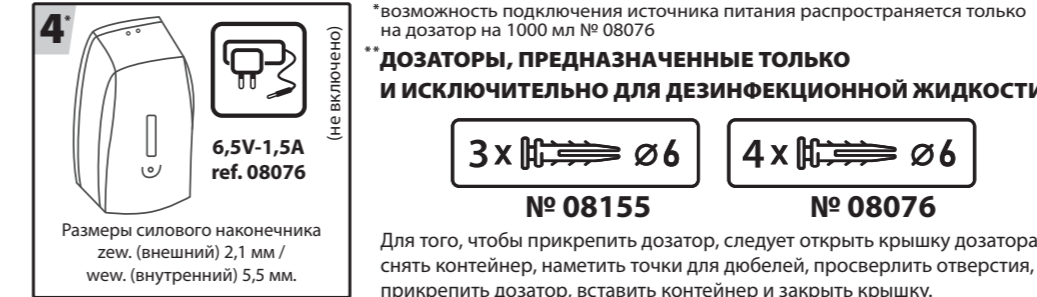 4*
(не включено)
6,5V-1,5A
ref. 08076
Размеры силового наконечника
zew. (внешний) 2,1 мм /
wew. (внутренний) 5,5 мм.
*возможность подключения источника питания распространяется только
на дозатор на 1000 мл № 08076
**ДОЗАТОРЫ, ПРЕДНАЗНАЧЕННЫЕ ТОЛЬКО
И ИСКЛЮЧИТЕЛЬНО ДЛЯ ДЕЗИНФЕКЦИОННОЙ ЖИДКОСТИ
3 x ⌀ 6
4 x ⌀ 6
№ 08155
№ 08076
Для того, чтобы прикрепить дозатор, следует открыть крышку дозатора
снять контейнер, наметить точки для дюбелей, просверлить отверстия,
прикрепить дозатор, вставить контейнер и закрыть крышку.